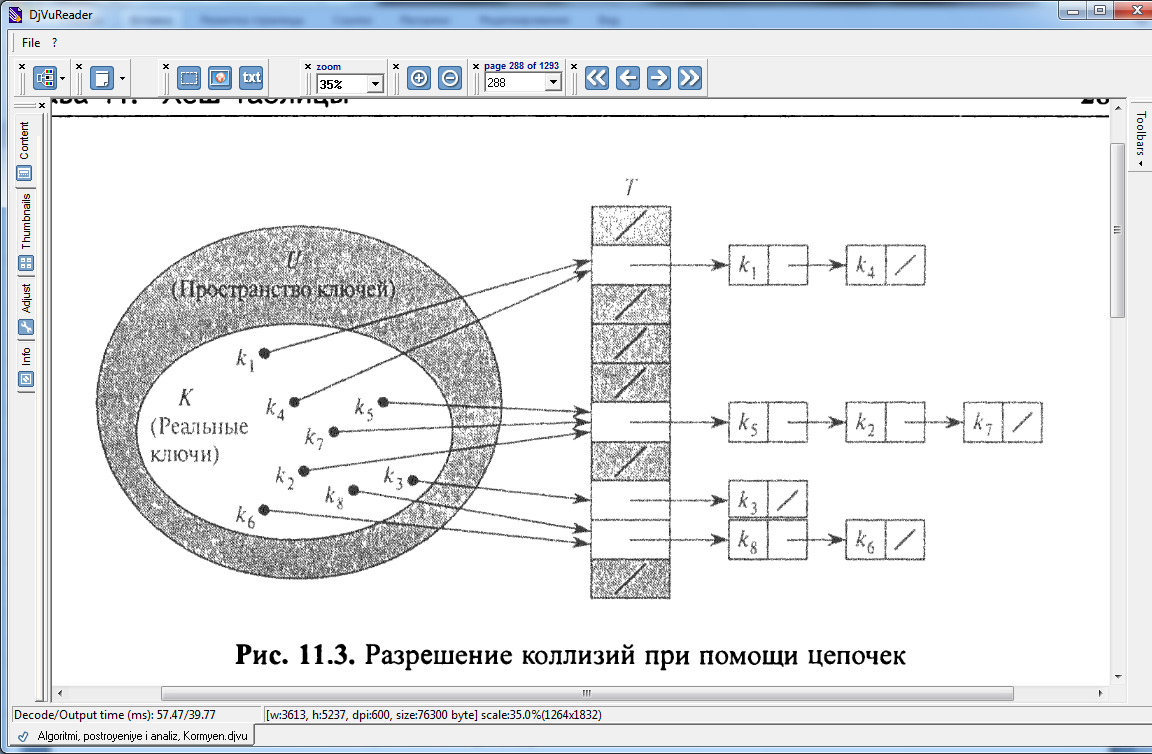 DjVuReader
File ?
zoom
35%
txt
page 288 of 1293
288
Хеш-таблицы
Content
Thumbnails
Adjust
Info
Toolbars
T
U
(Пространство ключей)
k1
k4
K
(Реальные
ключи)
k1
k4
k5
k7
k2
k3
k8
k6
k5
k2
k7
k3
k8
k6
Рис. 11.3. Разрешение коллизий при помощи цепочек
Decode/Output time (ms): 57.47/39.77
[w:3613, h:5237, dpi:600, size:76300 byte] scale:35.0%(1264x1832)
Algoritmi, postroyeniye i analiz, Kormyen.djvu